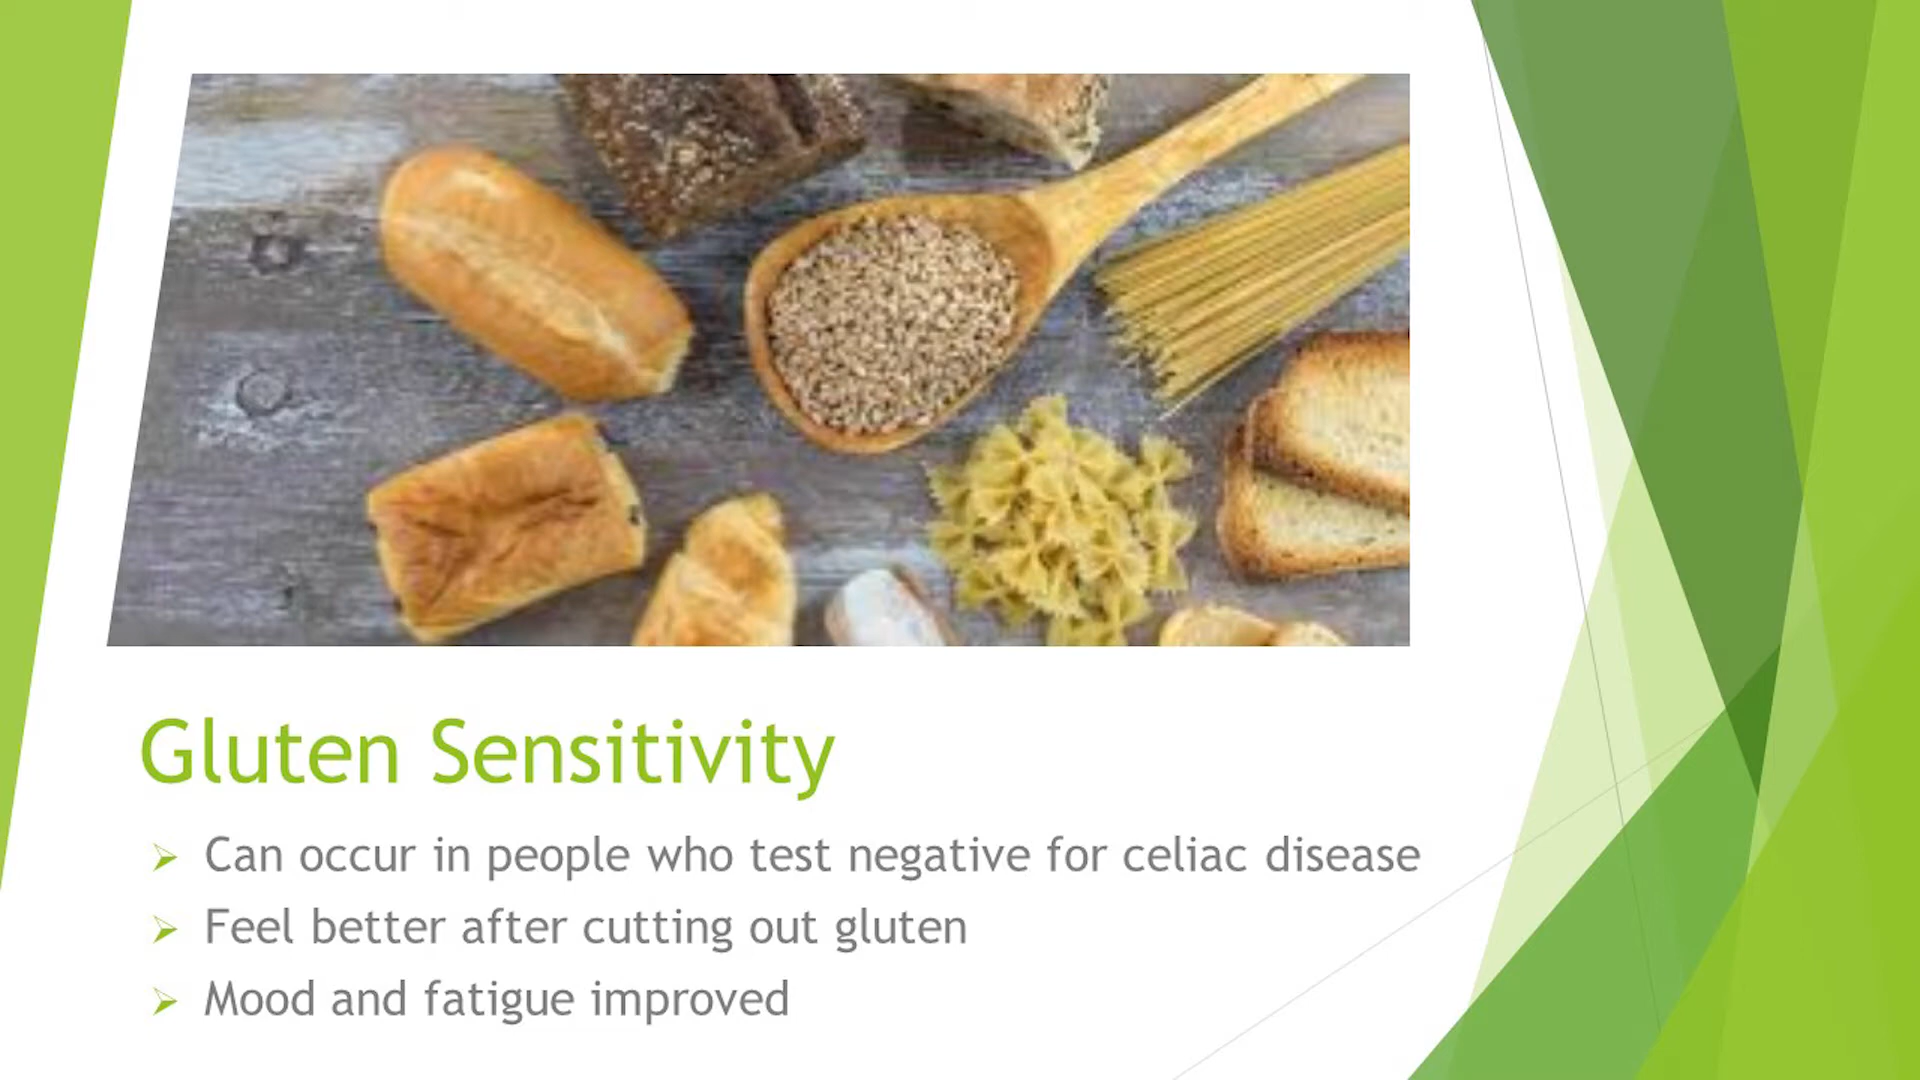 Gluten Sensitivity
Can occur in people who test negative for celiac disease
Feel better after cutting out gluten
Mood and fatigue improved